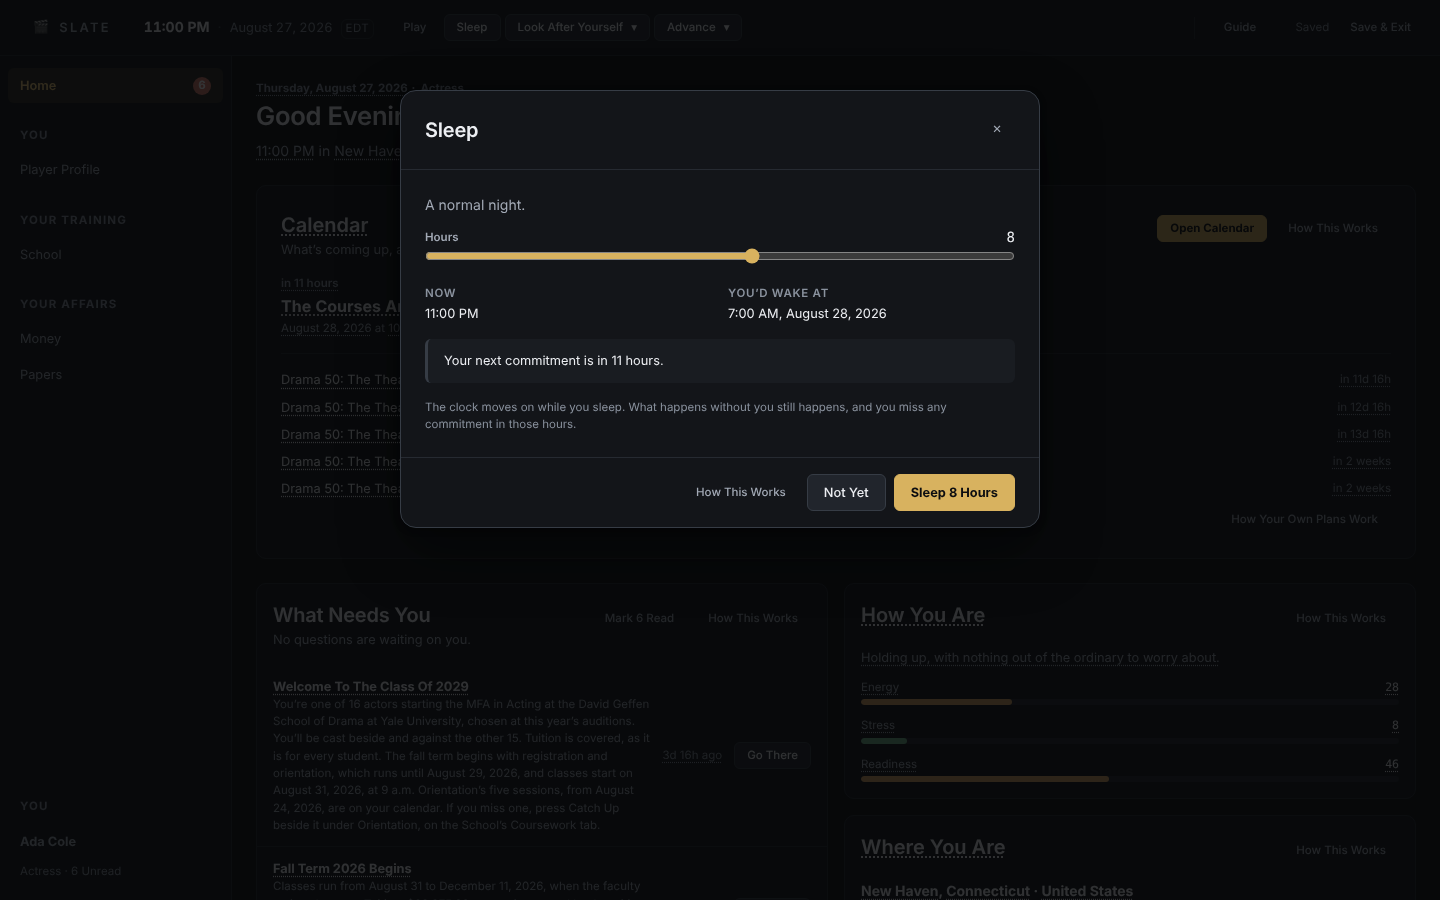 SLATE
11:00 PM
August 27, 2026 EDT
Play
Sleep
Look After Yourself ▾
Advance ▾
Guide
Saved
Save & Exit
Home 6
YOU
Player Profile
YOUR TRAINING
School
YOUR AFFAIRS
Money
Papers
YOU
Ada Cole
Actress · 6 Unread
Thursday, August 27, 2026 · Actress
Good Evenin
11:00 PM in New Have
Calendar
What's coming up, a
Open Calendar
How This Works
in 11 hours
The Courses Ar
August 28, 2026 at 10
Drama 50: The Thea
in 11d 16h
Drama 50: The Thea
in 12d 16h
Drama 50: The Thea
in 13d 16h
Drama 50: The Thea
in 2 weeks
Drama 50: The Thea
in 2 weeks
How Your Own Plans Work
Sleep
×
A normal night.
Hours 8
NOW
11:00 PM
YOU'D WAKE AT
7:00 AM, August 28, 2026
Your next commitment is in 11 hours.
The clock moves on while you sleep. What happens without you still happens, and you miss any
commitment in those hours.
How This Works
Not Yet
Sleep 8 Hours
What Needs You
Mark 6 Read
How This Works
No questions are waiting on you.
Welcome To The Class Of 2029
You're one of 16 actors starting the MFA in Acting at the David Geffen
School of Drama at Yale University, chosen at this year's auditions.
You'll be cast beside and against the other 15. Tuition is covered, as it
is for every student. The fall term begins with registration and
orientation, which runs until August 29, 2026, and classes start on
August 31, 2026, at 9 a.m. Orientation's five sessions, from August
24, 2026, are on your calendar. If you miss one, press Catch Up
beside it under Orientation, on the School's Coursework tab.
3d 16h ago
Go There
Fall Term 2026 Begins
Classes run from August 31 to December 11, 2026, when the faculty
How You Are
How This Works
Holding up, with nothing out of the ordinary to worry about.
Energy 28
Stress 8
Readiness 46
Where You Are
How This Works
New Haven, Connecticut · United States